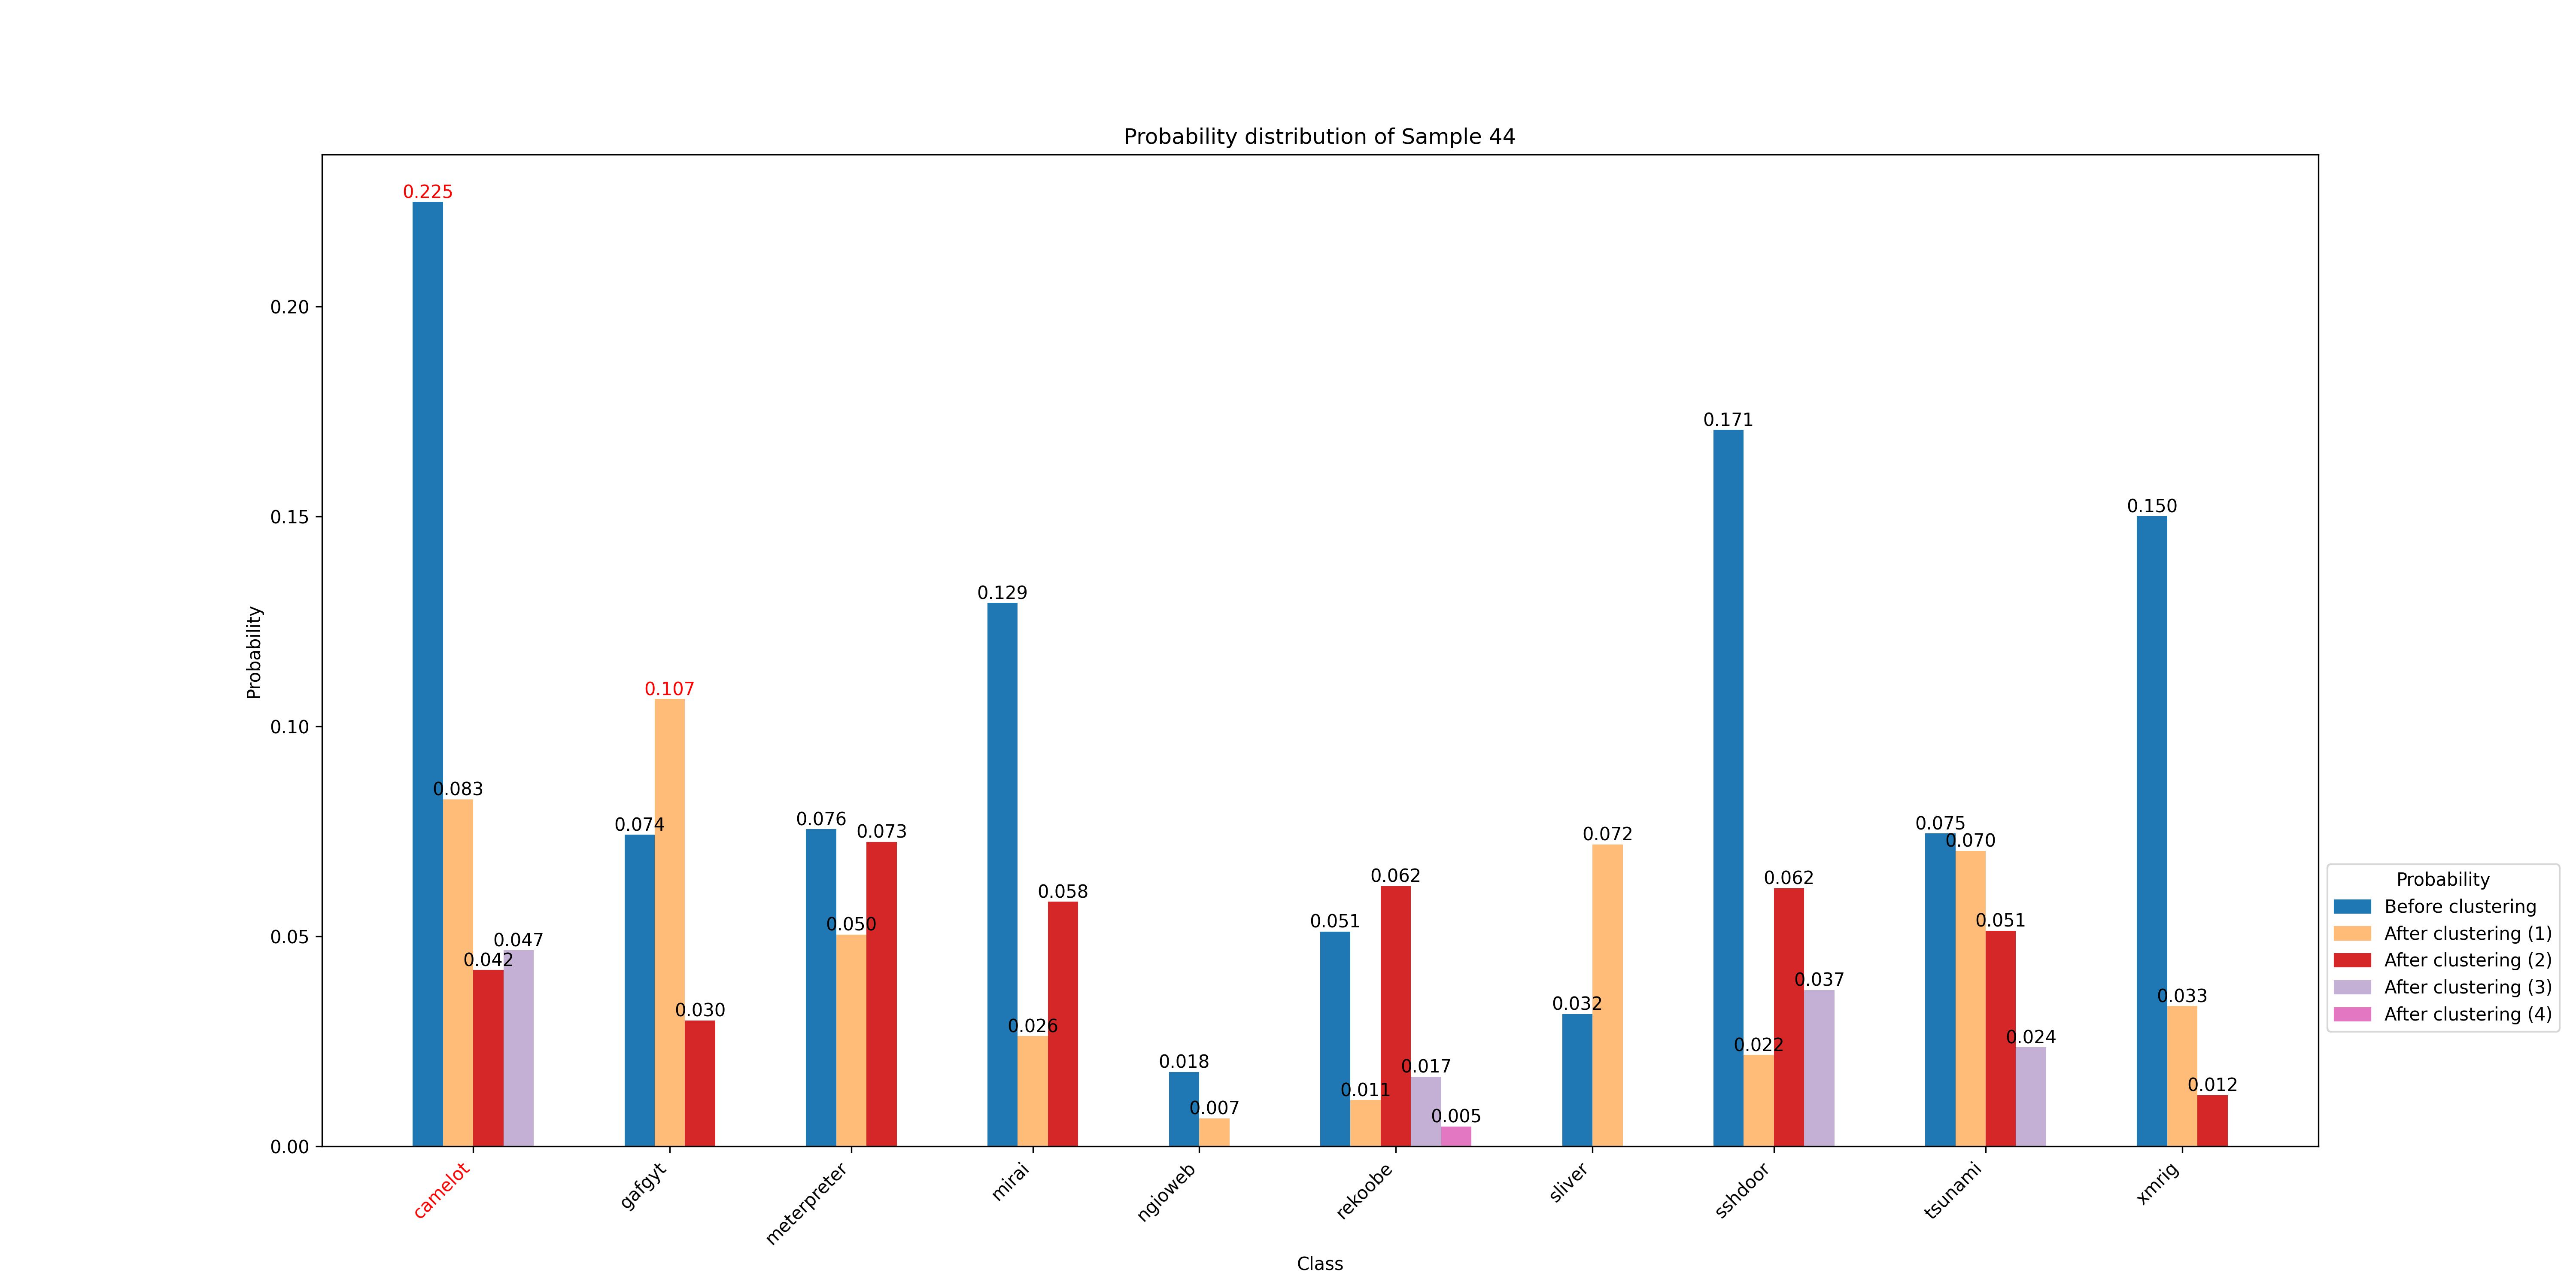 Probability distribution of Sample 44
Probability
0.20
0.15
0.10
0.05
0.00
0.225
0.083
0.042
0.047
0.074
0.107
0.030
0.076
0.050
0.073
0.129
0.026
0.058
0.018
0.007
0.051
0.011
0.062
0.017
0.005
0.032
0.072
0.171
0.022
0.062
0.037
0.075
0.070
0.051
0.024
0.150
0.033
0.012
camelot
gafgyt
meterpreter
mirai
ngioweb
rekoobe
sliver
sshdoor
tsunami
xmrig
Class
Probability
Before clustering
After clustering (1)
After clustering (2)
After clustering (3)
After clustering (4)